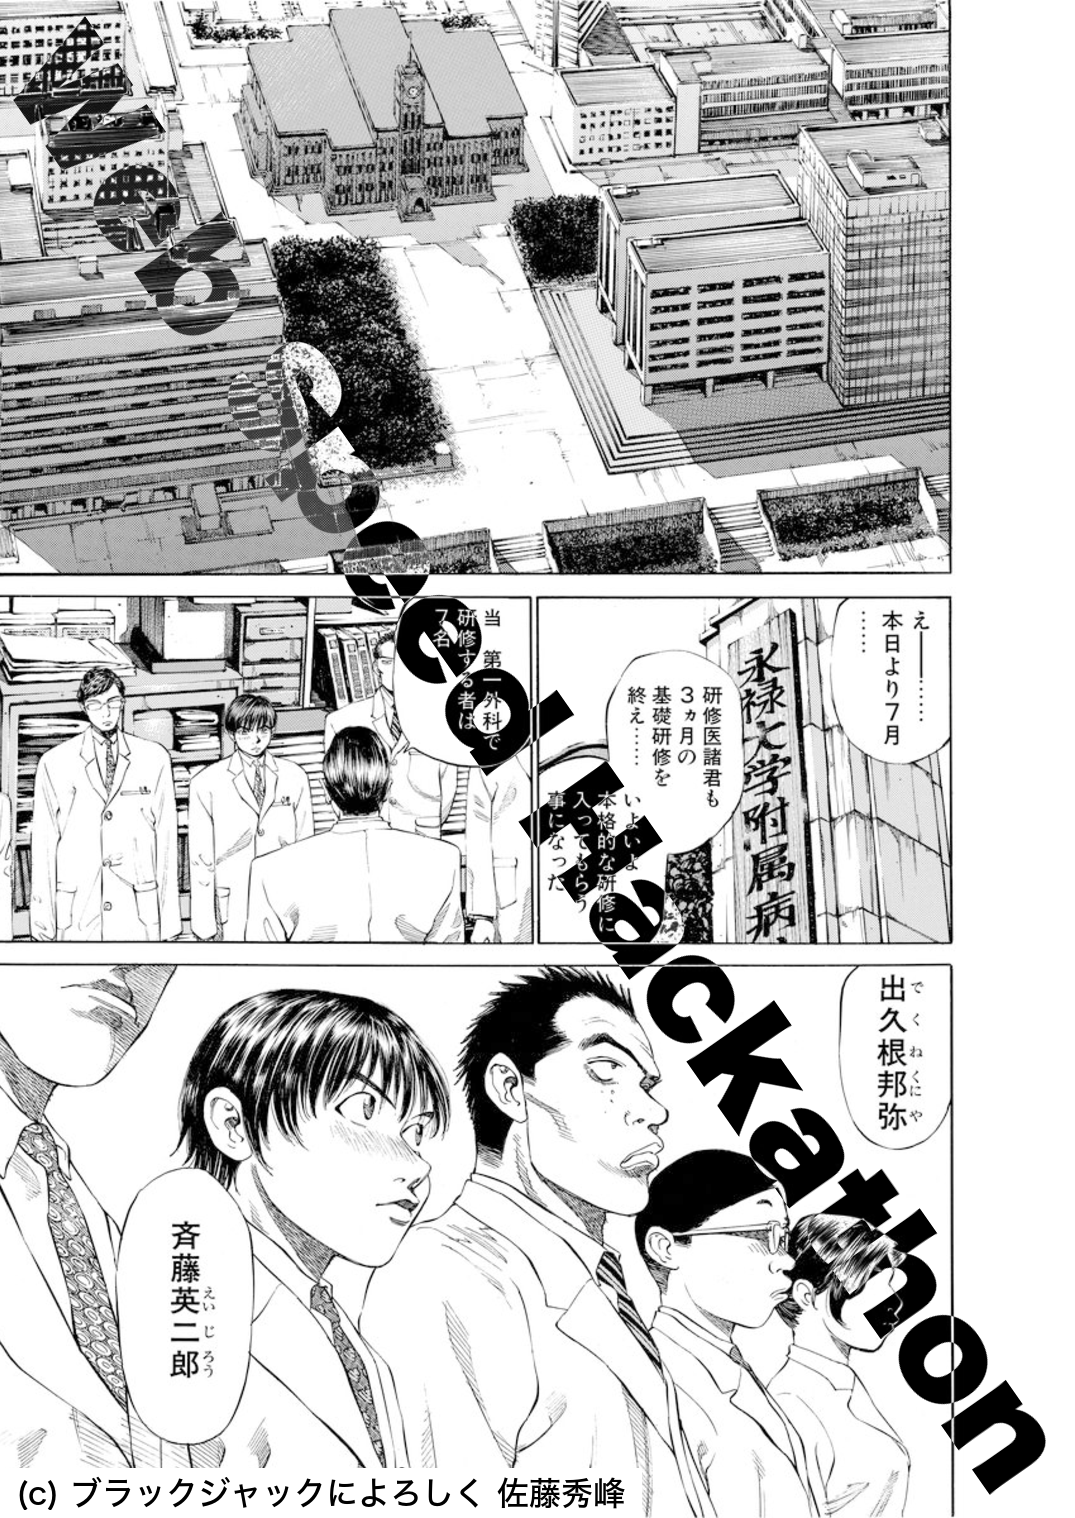 え━……
本日より７月
……
永禄大学附属病
研修医諸君も
３ヵ月の
基礎研修を
終え……
いよいよ
本格的な研修に
入ってもらう
事になった
当　第一外科で
研修する者は
７名
出久根邦弥
でくねくにや
斉藤英二郎
えいじろう
Manga OCR Hackathon
(c) ブラックジャックによろしく 佐藤秀峰